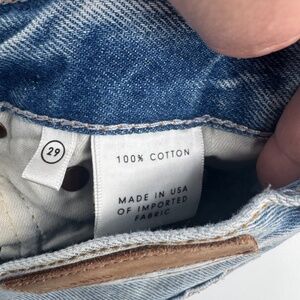 29
100% COTTON
MADE IN USA
OF IMPORTED
FABRIC